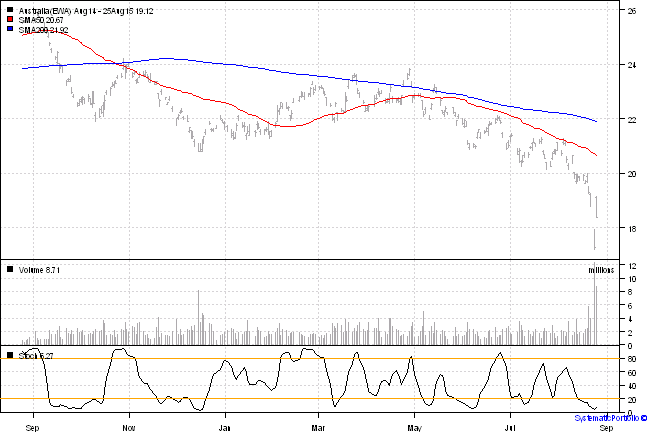 Australia(EWA) Aug14 - 25Aug15 19.12
SMA50 20.67
SMA200 21.92
26
24
22
20
18
Volume 8.71
millions
12
10
8
6
4
2
0
Stoch 6.27
80
60
40
20
0
Sep Nov Jan Mar May Jul Sep
SystematicPortfolio ©